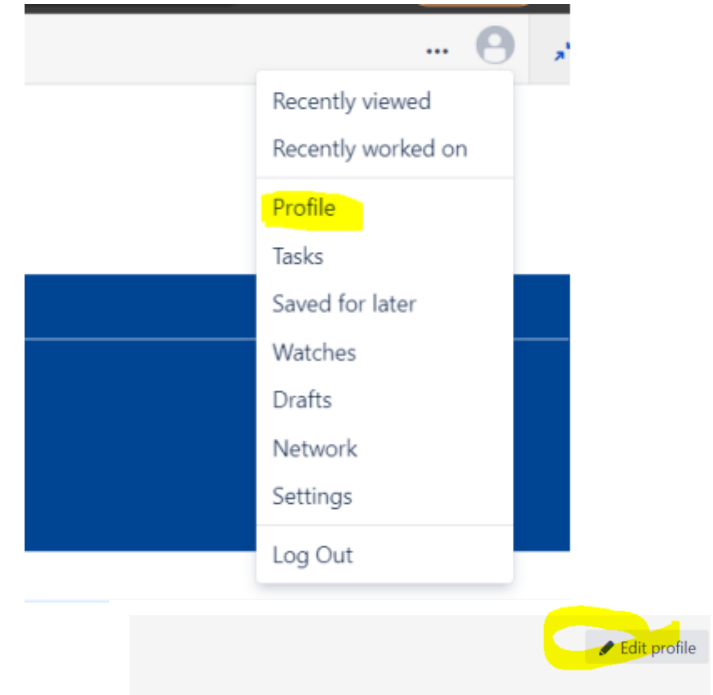 Recently viewed
Recently worked on
Profile
Tasks
Saved for later
Watches
Drafts
Network
Settings
Log Out
Edit profile